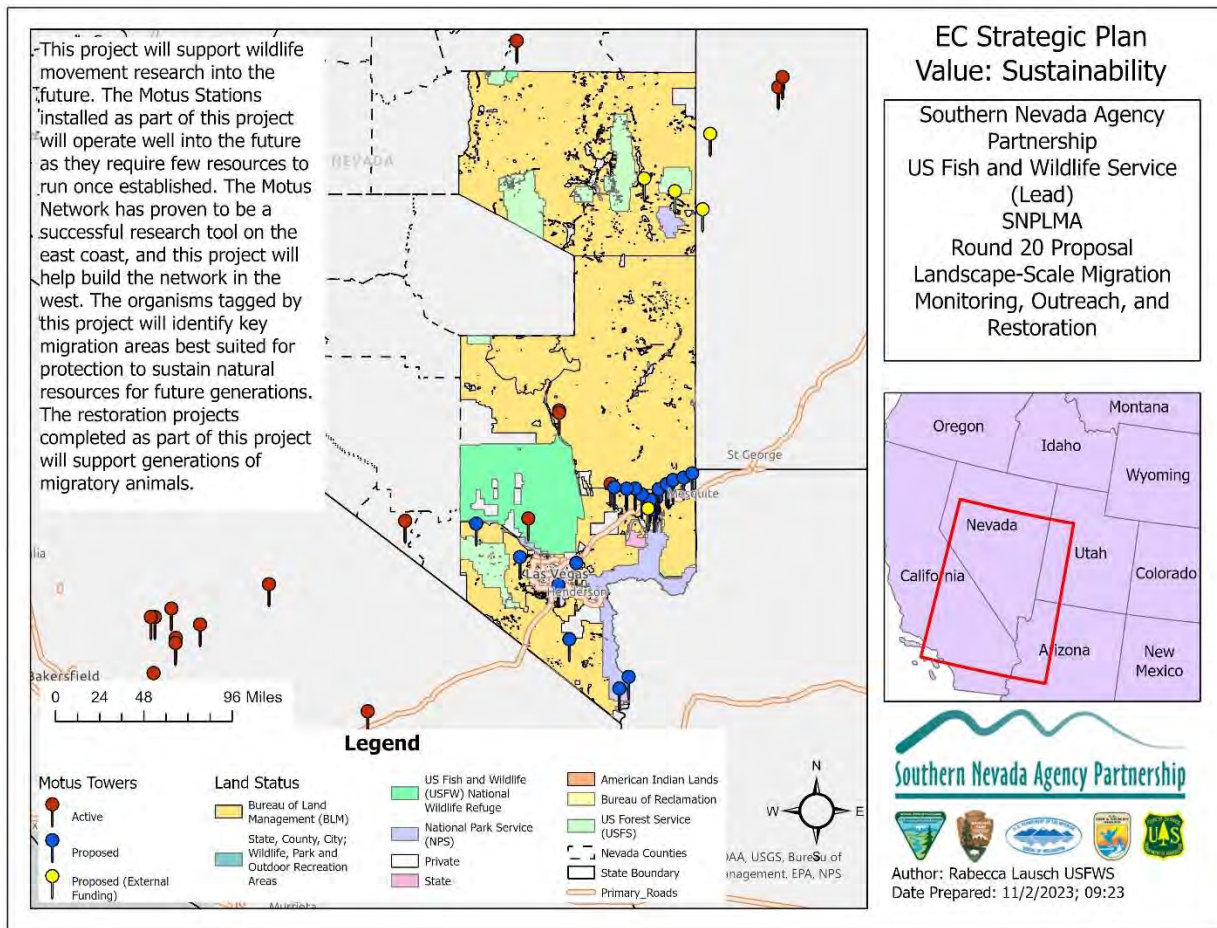 This project will support wildlife
movement research into the
future. The Motus Stations
installed as part of this project
will operate well into the future
as they require few resources to
run once established. The Motus
Network has proven to be a
successful research tool on the
east coast, and this project will
help build the network in the
west. The organisms tagged by
this project will identify key
migration areas best suited for
protection to sustain natural
resources for future generations.
The restoration projects
completed as part of this project
will support generations of
migratory animals.
NEVADA
St George
Mesquite
Las Vegas
Henderson
Bakersfield
0 24 48 96 Miles
Legend
Motus Towers
Active
Proposed
Proposed (External
Funding)
Land Status
Bureau of Land
Management (BLM)
State, County, City;
Wildlife, Park and
Outdoor Recreation
Areas
US Fish and Wildlife
(USFW) National
Wildlife Refuge
National Park Service
(NPS)
Private
State
American Indian Lands
Bureau of Reclamation
US Forest Service
(USFS)
Nevada Counties
State Boundary
Primary_Roads
N
W E
S
OAA, USGS, Bureau of
nagement, EPA, NPS
Murrieta
EC Strategic Plan
Value: Sustainability
Southern Nevada Agency
Partnership
US Fish and Wildlife Service
(Lead)
SNPLMA
Round 20 Proposal
Landscape-Scale Migration
Monitoring, Outreach, and
Restoration
Montana
Oregon
Idaho
Wyoming
Nevada
Utah
California
Colorado
Arizona
New
Mexico
Southern Nevada Agency Partnership
UAS
Author: Rabecca Lausch USFWS
Date Prepared: 11/2/2023; 09:23